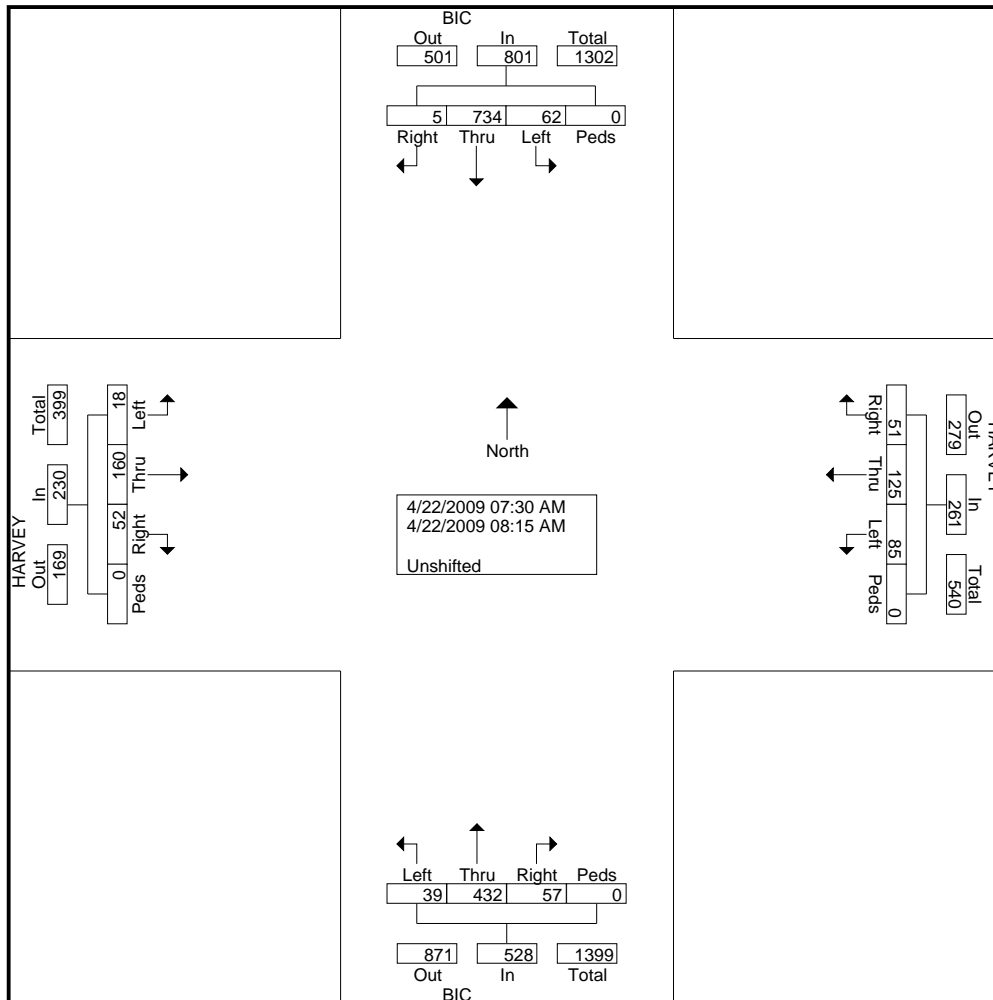 BIC
Out In Total
501 801 1302
5 734 62 0
Right Thru Left Peds
HARVEY
Total In Out
399 230 169
18 160 52 0
Left Thru Right Peds
North
4/22/2009 07:30 AM
4/22/2009 08:15 AM
Unshifted
HARVEY
Out In Total
279 261 540
51 125 85 0
Right Thru Left Peds
Left Thru Right Peds
39 432 57 0
871 528 1399
Out In Total
BIC